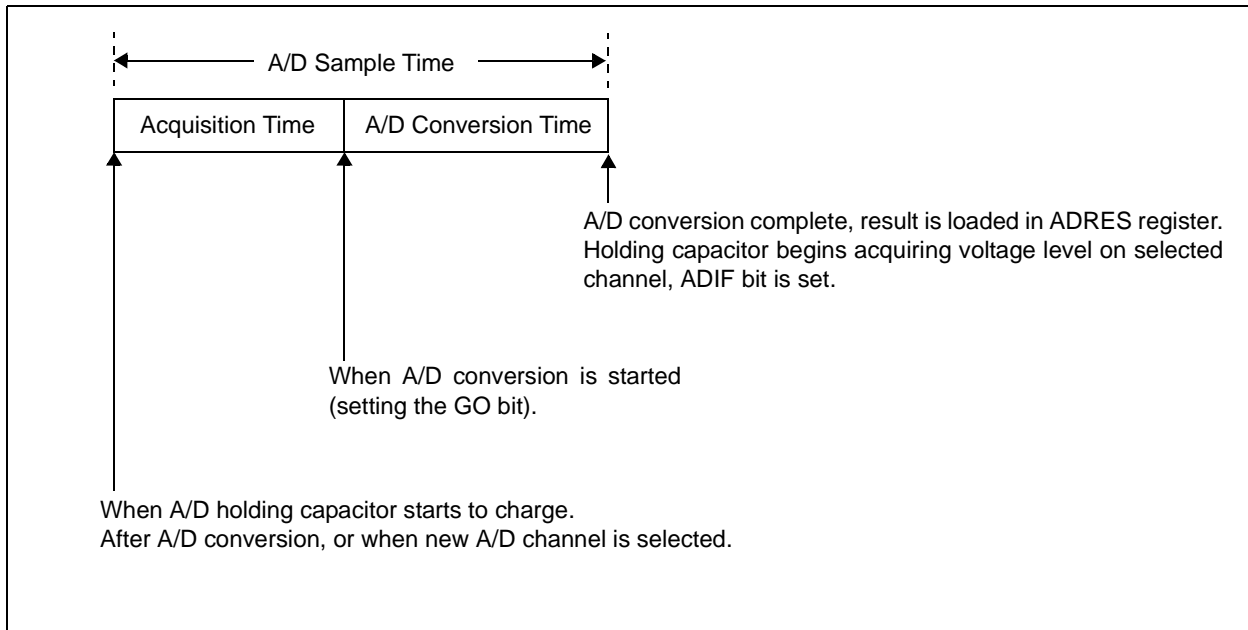 A/D Sample Time
Acquisition Time
A/D Conversion Time
A/D conversion complete, result is loaded in ADRES register.
Holding capacitor begins acquiring voltage level on selected
channel, ADIF bit is set.
When A/D conversion is started
(setting the GO bit).
When A/D holding capacitor starts to charge.
After A/D conversion, or when new A/D channel is selected.